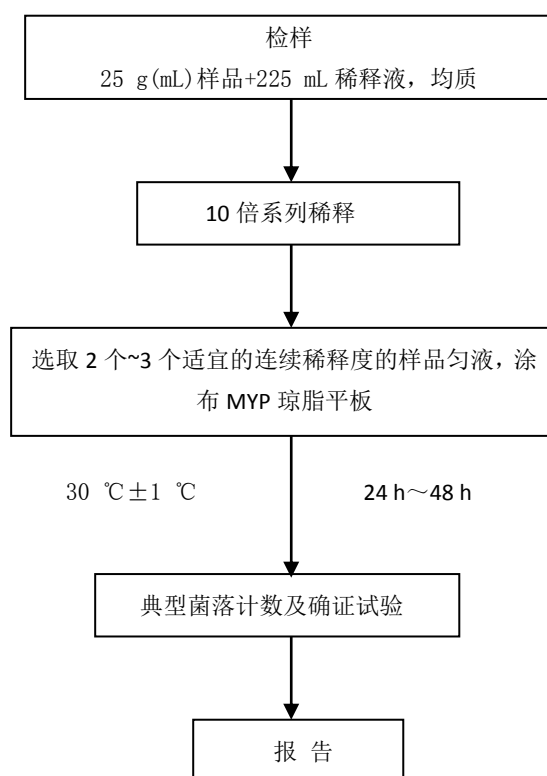 检样
25 g(mL)样品+225 mL 稀释液，均质
10 倍系列稀释
选取 2 个~3 个适宜的连续稀释度的样品匀液，涂
布 MYP 琼脂平板
30 ℃±1 ℃
24 h～48 h
典型菌落计数及确证试验
报 告